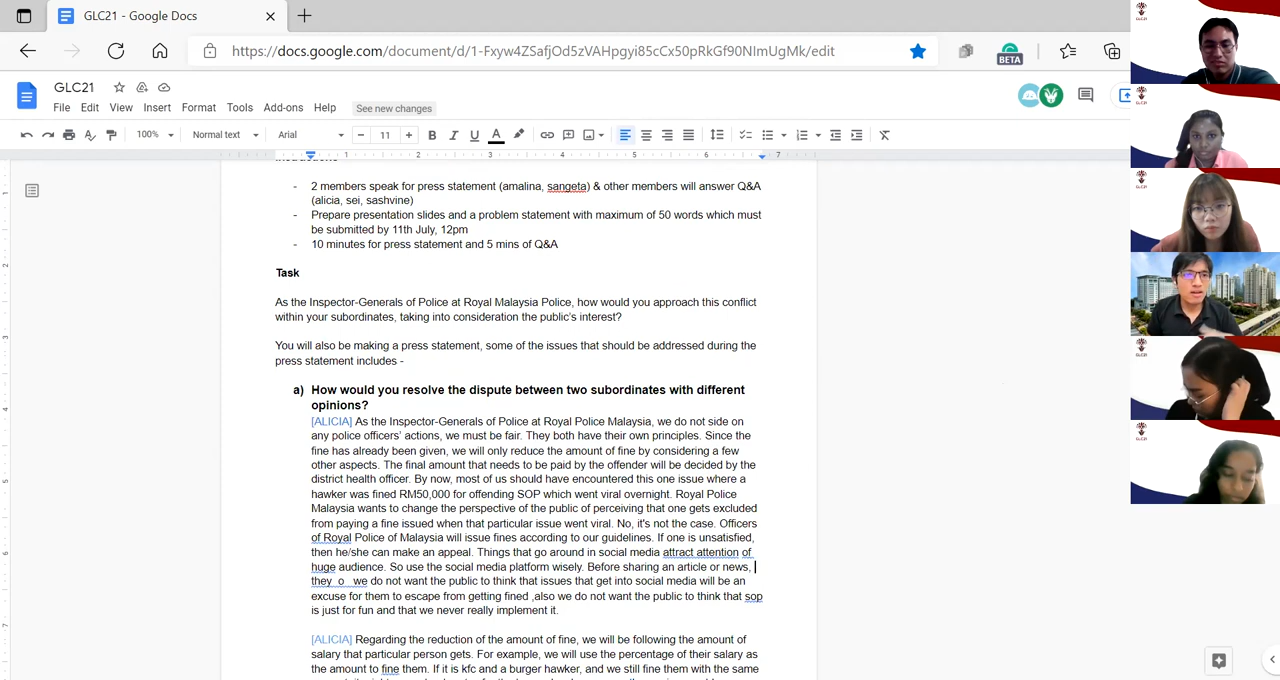 GLC21 - Google Docs
https://docs.google.com/document/d/1-Fxyw4ZSafjOd5zVAHpgyi85cCx50pRkGf90NImUgMk/edit
BETA
GLC21
File Edit View Insert Format Tools Add-ons Help See new changes
100% Normal text Arial 11
1 2 3 4 5 6 7
- 2 members speak for press statement (amalina, sangeta) & other members will answer Q&A
(alicia, sei, sashvine)
- Prepare presentation slides and a problem statement with maximum of 50 words which must
be submitted by 11th July, 12pm
- 10 minutes for press statement and 5 mins of Q&A
Task
As the Inspector-Generals of Police at Royal Malaysia Police, how would you approach this conflict
within your subordinates, taking into consideration the public's interest?
You will also be making a press statement, some of the issues that should be addressed during the
press statement includes -
a) How would you resolve the dispute between two subordinates with different
opinions?
[ALICIA] As the Inspector-Generals of Police at Royal Police Malaysia, we do not side on
any police officers' actions, we must be fair. They both have their own principles. Since the
fine has already been given, we will only reduce the amount of fine by considering a few
other aspects. The final amount that needs to be paid by the offender will be decided by the
district health officer. By now, most of us should have encountered this one issue where a
hawker was fined RM50,000 for offending SOP which went viral overnight. Royal Police
Malaysia wants to change the perspective of the public of perceiving that one gets excluded
from paying a fine issued when that particular issue went viral. No, it's not the case. Officers
of Royal Police of Malaysia will issue fines according to our guidelines. If one is unsatisfied,
then he/she can make an appeal. Things that go around in social media attract attention of
huge audience. So use the social media platform wisely. Before sharing an article or news,
they o we do not want the public to think that issues that get into social media will be an
excuse for them to escape from getting fined ,also we do not want the public to think that sop
is just for fun and that we never really implement it.
[ALICIA] Regarding the reduction of the amount of fine, we will be following the amount of
salary that particular person gets. For example, we will use the percentage of their salary as
the amount to fine them. If it is kfc and a burger hawker, and we still fine them with the same